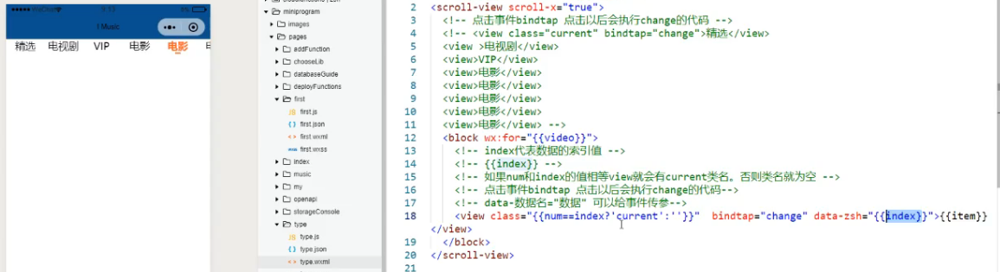 9:13
1%
I Music
精选 电视剧 VIP 电影 电影
miniprogram
images
pages
addFunction
chooseLib
databaseGuide
deployFunctions
first
first.js
first.json
first.wxml
first.wxss
index
music
my
openapi
storageConsole
type
type.js
type.json
type.wxml
2 <scroll-view scroll-x="true">
3 <!-- 点击事件bindtap 点击以后会执行change的代码 -->
4 <!-- <view class="current" bindtap="change">精选</view>
5 <view >电视剧</view>
6 <view>VIP</view>
7 <view>电影</view>
8 <view>电影</view>
9 <view>电影</view>
10 <view>电影</view>
11 <view>电影</view> -->
12 <block wx:for="{{video}}">
13 <!-- index代表数据的索引值 -->
14 <!-- {{index}} -->
15 <!-- 如果num和index的值相等view就会有current类名。否则类名就为空 -->
16 <!-- 点击事件bindtap 点击以后会执行change的代码-->
17 <!-- data-数据名="数据" 可以给事件传参-->
18 <view class="{{num==index?'current':''}}" bindtap="change" data-zsh="{{index}}">{{item}}
</view>
19 </block>
20 </scroll-view>
21